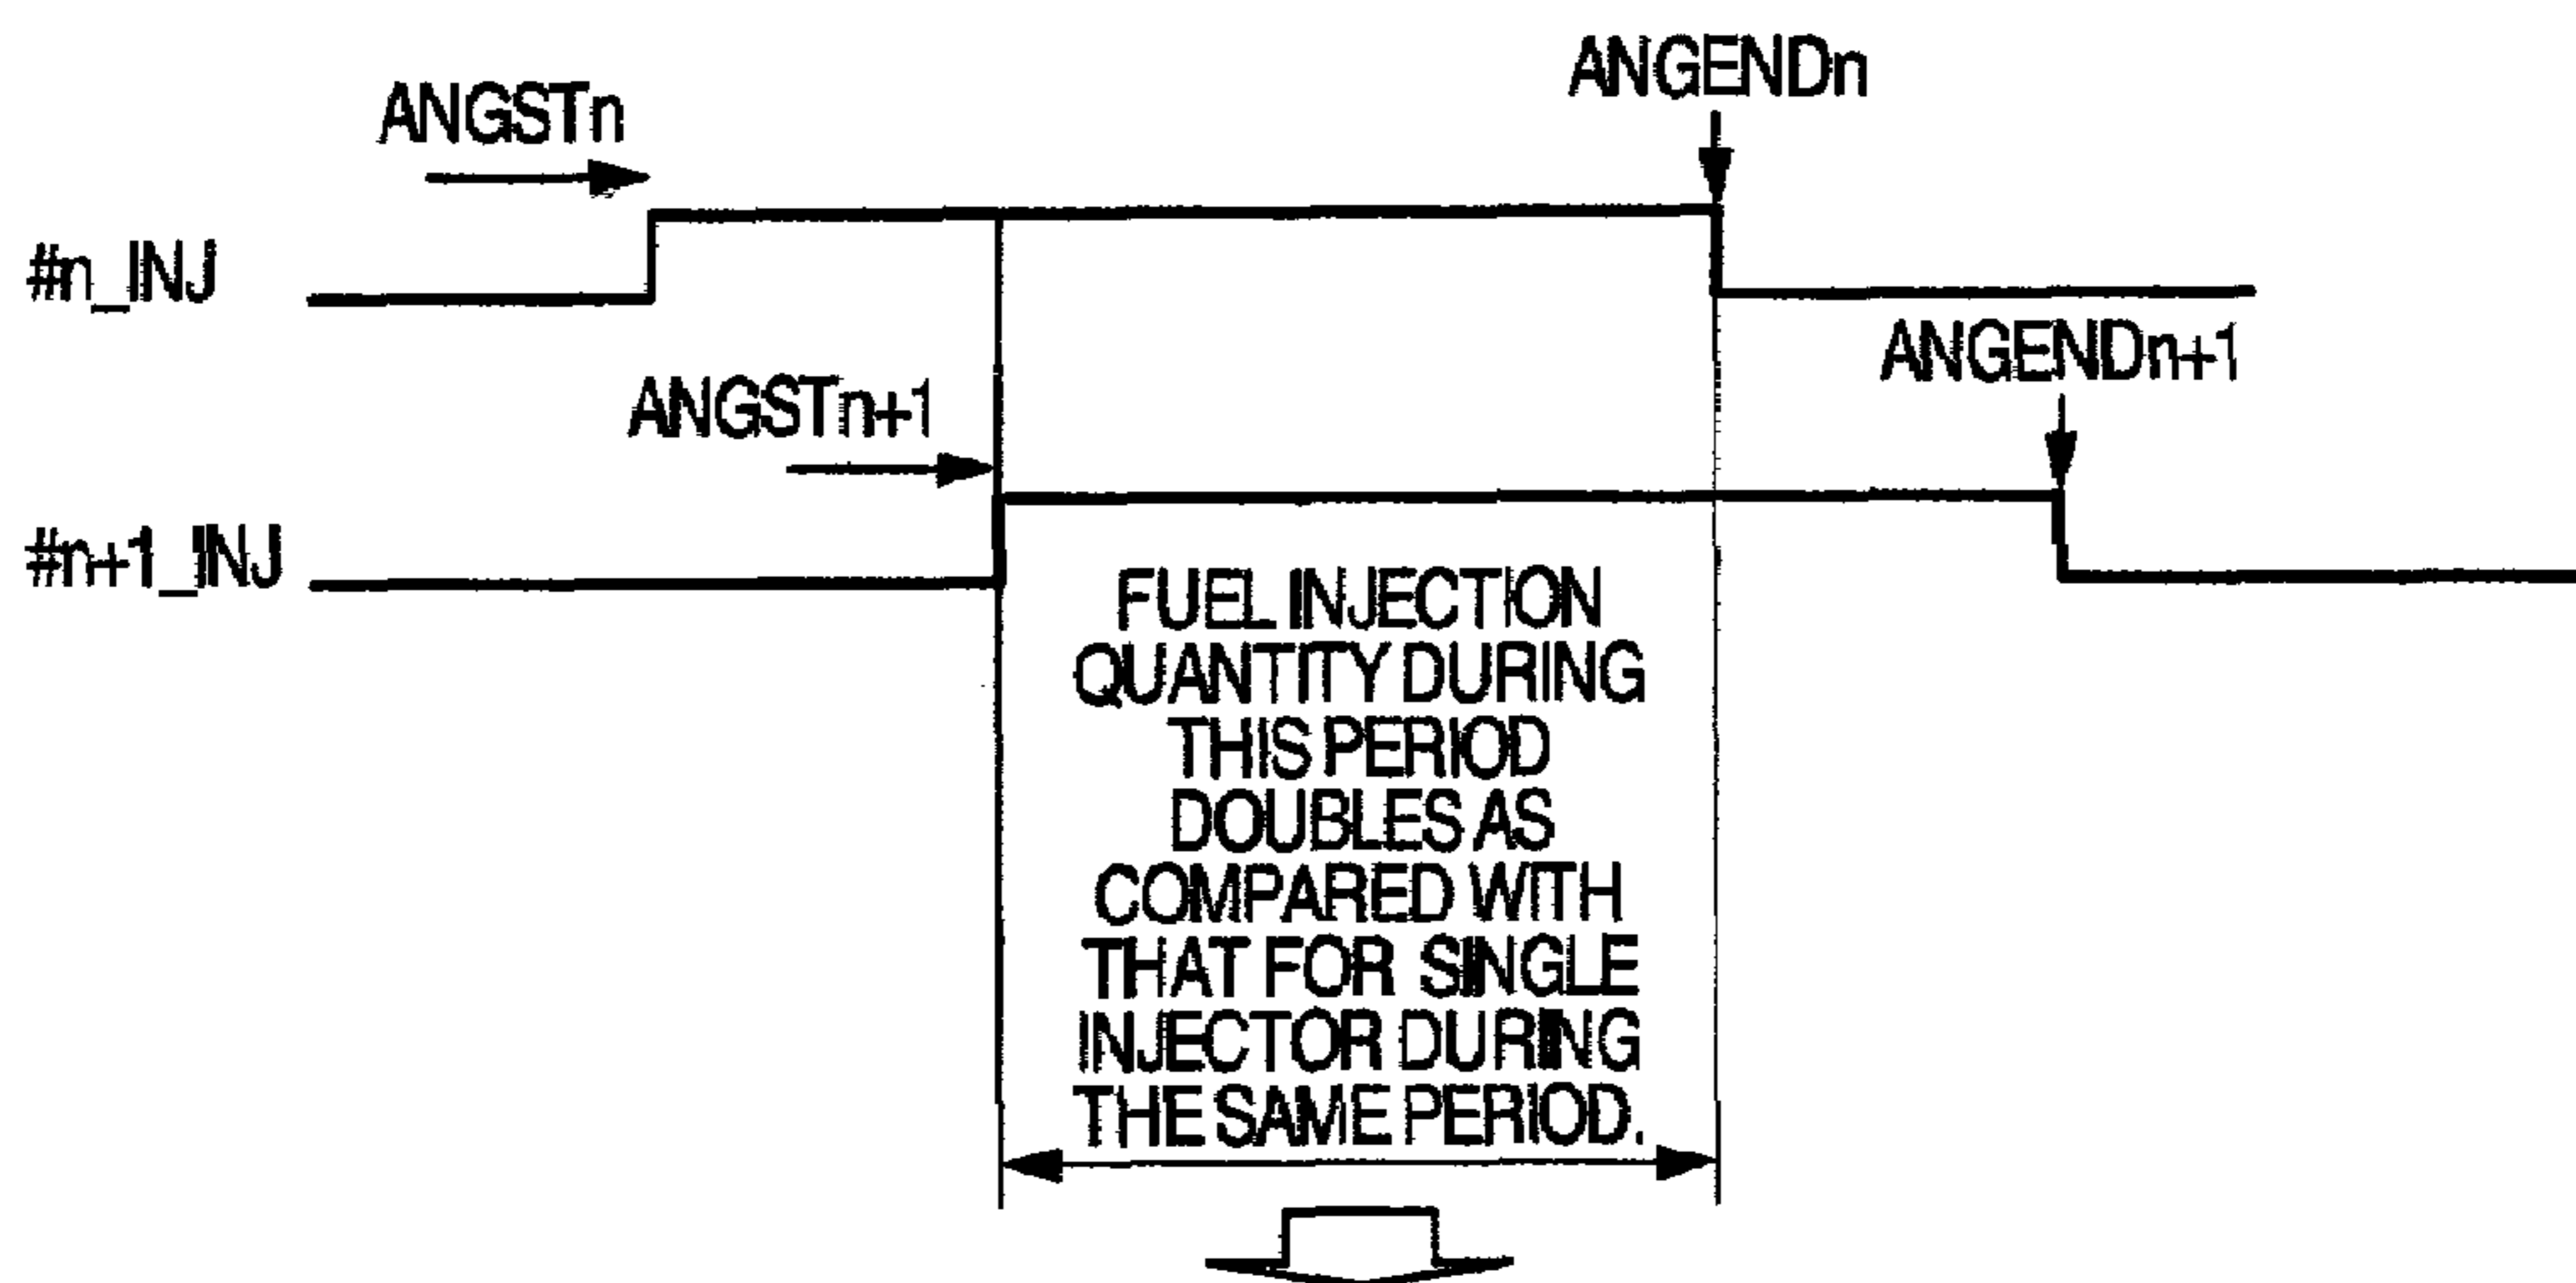 ANGENDn
ANGSTn
#n_INJ
ANGENDn+1
ANGSTn+1
#n+1_INJ
FUEL INJECTION
QUANTITY DURING
THIS PERIOD
DOUBLES AS
COMPARED WITH
THAT FOR SINGLE
INJECTOR DURING
THE SAME PERIOD.